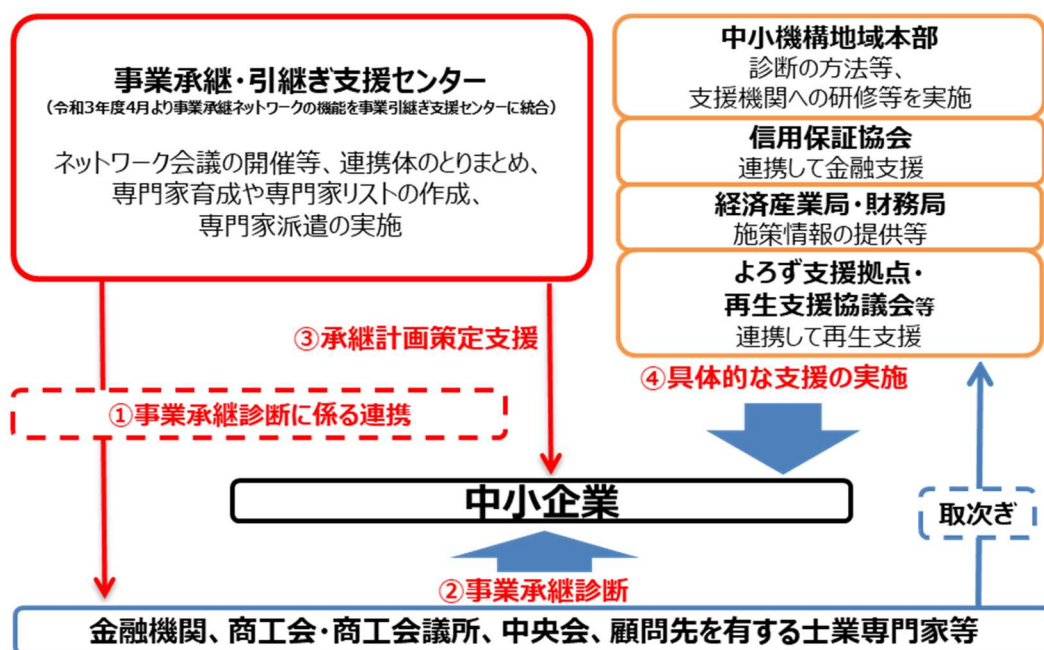 事業承継・引継ぎ支援センター
(令和3年度4月より事業承継ネットワークの機能を事業引継ぎ支援センターに統合)
ネットワーク会議の開催等、連携体のとりまとめ、
専門家育成や専門家リストの作成、
専門家派遣の実施
中小機構地域本部
診断の方法等、
支援機関への研修等を実施
信用保証協会
連携して金融支援
経済産業局・財務局
施策情報の提供等
よろず支援拠点・
再生支援協議会等
連携して再生支援
③承継計画策定支援
④具体的な支援の実施
①事業承継診断に係る連携
中小企業
取次ぎ
②事業承継診断
金融機関、商工会・商工会議所、中央会、顧問先を有する士業専門家等